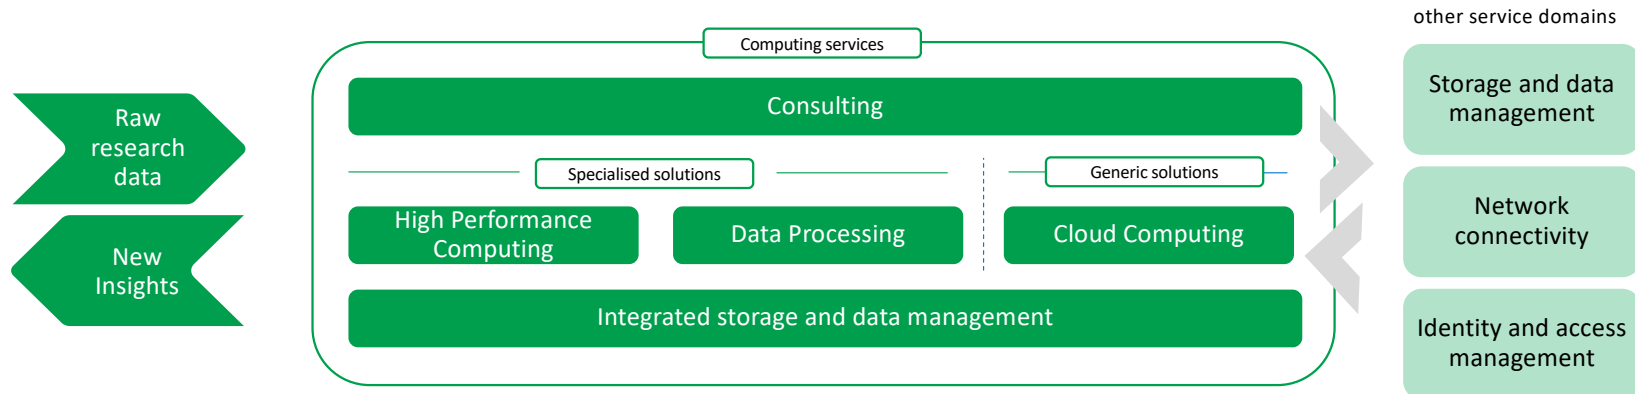 other service domains
Computing services
Raw
research
data
New
Insights
Consulting
Specialised solutions
Generic solutions
High Performance
Computing
Data Processing
Cloud Computing
Integrated storage and data management
Storage and data
management
Network
connectivity
Identity and access
management